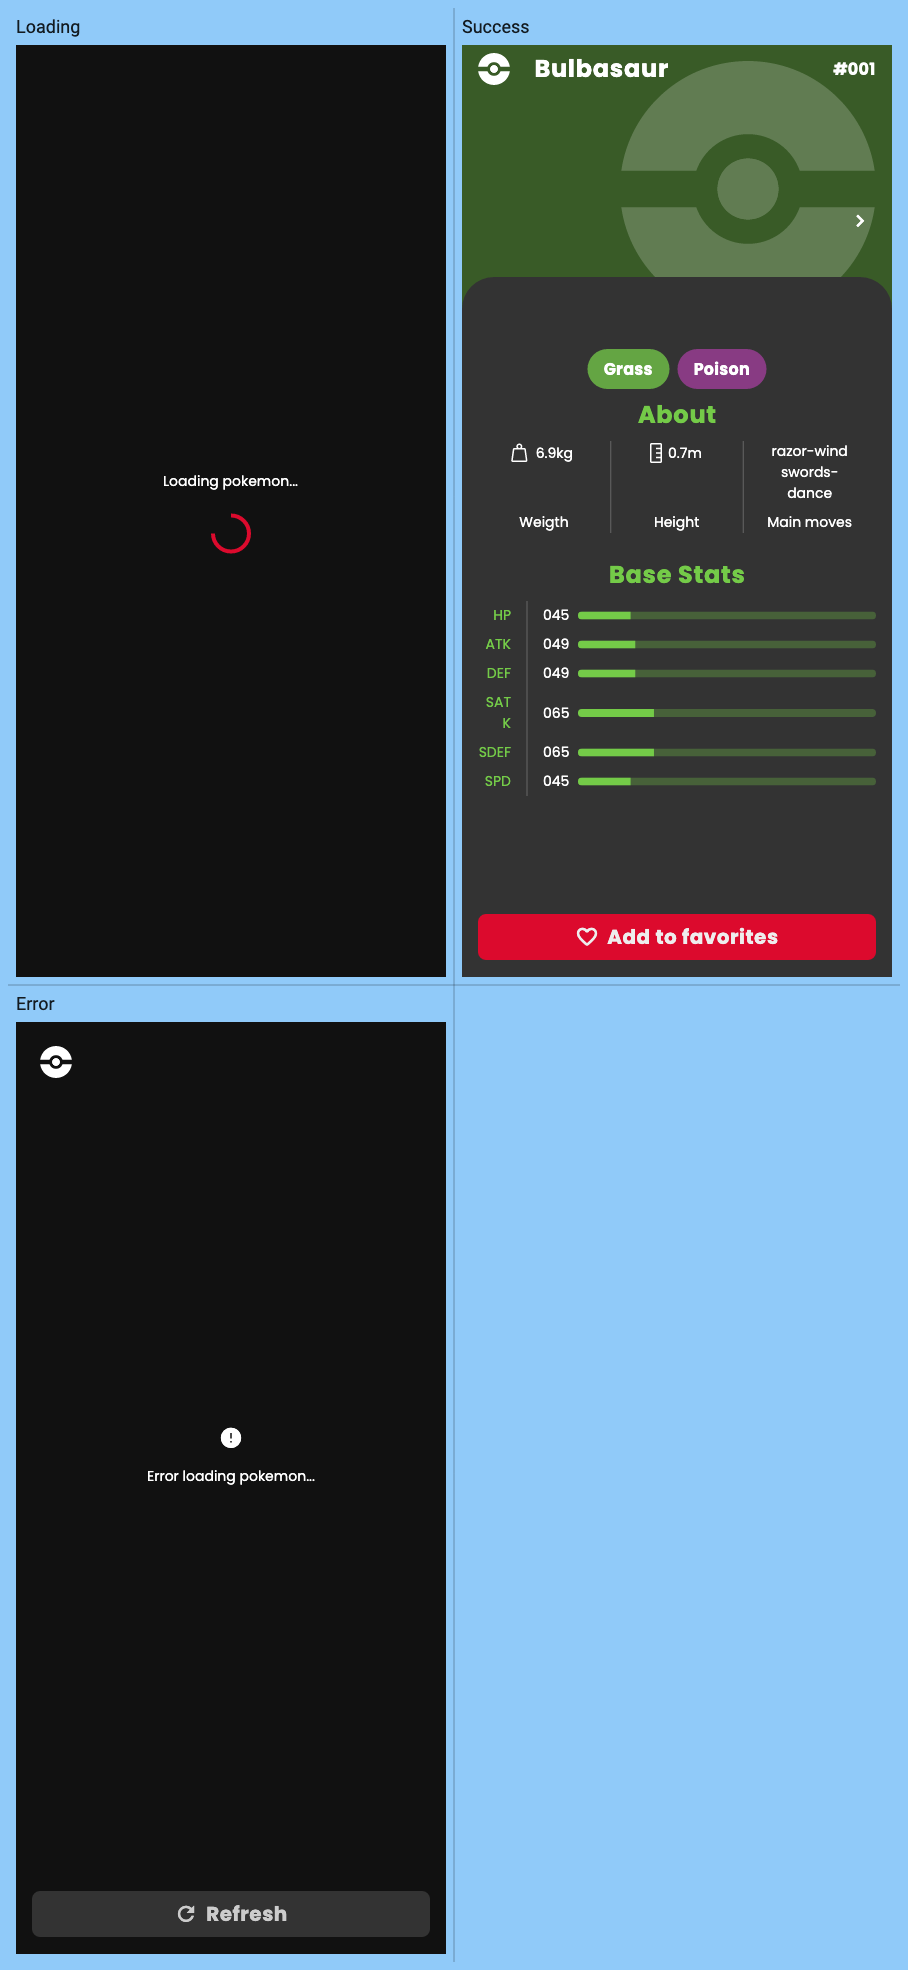 Loading
Loading pokemon...
Success
Bulbasaur
#001
Grass
Poison
About
6.9kg
0.7m
razor-wind
swords-
dance
Weigth
Height
Main moves
Base Stats
HP 045
ATK 049
DEF 049
SAT
K
065
SDEF 065
SPD 045
Add to favorites
Error
Error loading pokemon...
Refresh